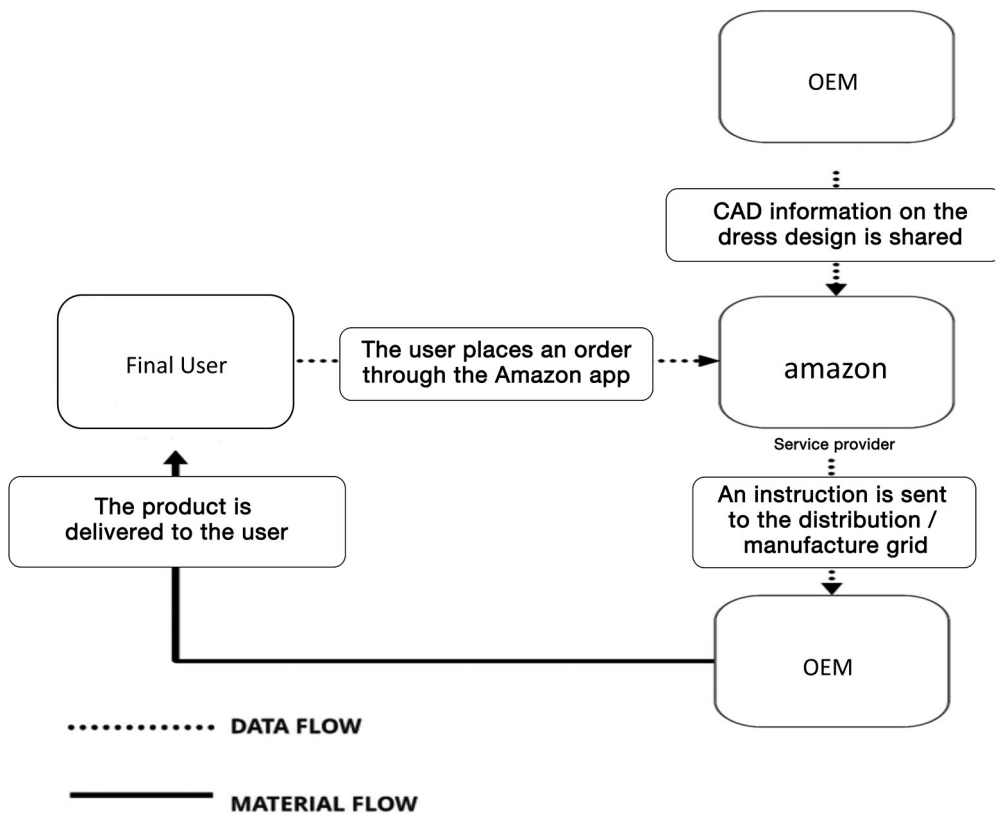 OEM
CAD information on the
dress design is shared
Final User
The user places an order
through the Amazon app
amazon
Service provider
The product is
delivered to the user
An instruction is sent
to the distribution /
manufacture grid
OEM
DATA FLOW
MATERIAL FLOW